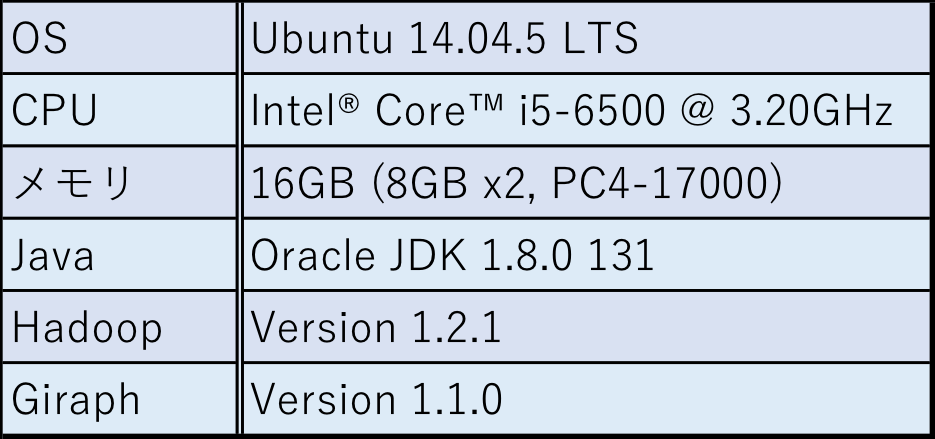 OS Ubuntu 14.04.5 LTS
CPU Intel® Core™ i5-6500 @ 3.20GHz
メモリ 16GB (8GB x2, PC4-17000)
Java Oracle JDK 1.8.0 131
Hadoop Version 1.2.1
Giraph Version 1.1.0